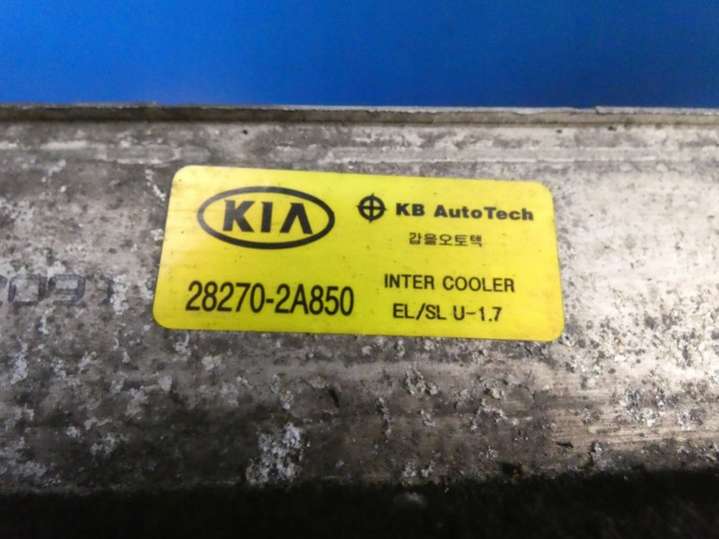 KIA
KB AutoTech
갑을오토텍
28270-2A850
INTER COOLER
EL/SL U-1.7